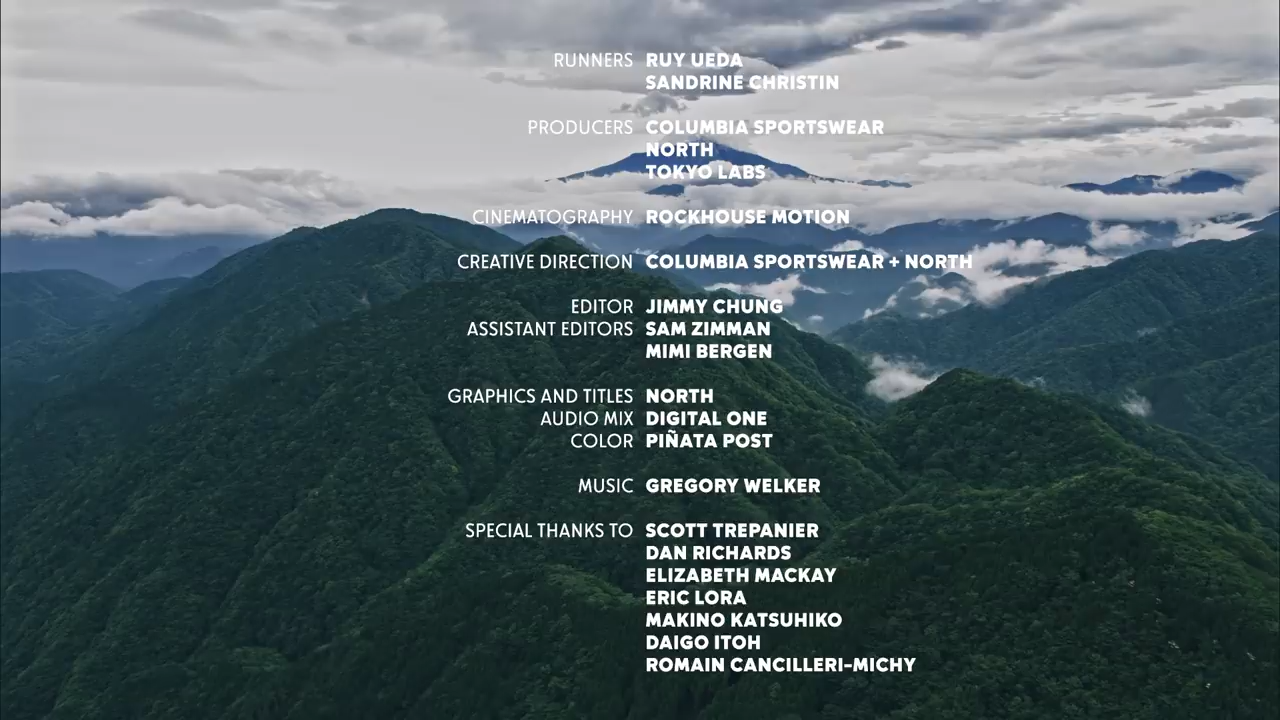 RUNNERS RUY UEDA
SANDRINE CHRISTIN
PRODUCERS COLUMBIA SPORTSWEAR
NORTH
TOKYO LABS
CINEMATOGRAPHY ROCKHOUSE MOTION
CREATIVE DIRECTION COLUMBIA SPORTSWEAR + NORTH
EDITOR JIMMY CHUNG
ASSISTANT EDITORS SAM ZIMMAN
MIMI BERGEN
GRAPHICS AND TITLES NORTH
AUDIO MIX DIGITAL ONE
COLOR PIÑATA POST
MUSIC GREGORY WELKER
SPECIAL THANKS TO SCOTT TREPANIER
DAN RICHARDS
ELIZABETH MACKAY
ERIC LORA
MAKINO KATSUHIKO
DAIGO ITOH
ROMAIN CANCILLERI-MICHY